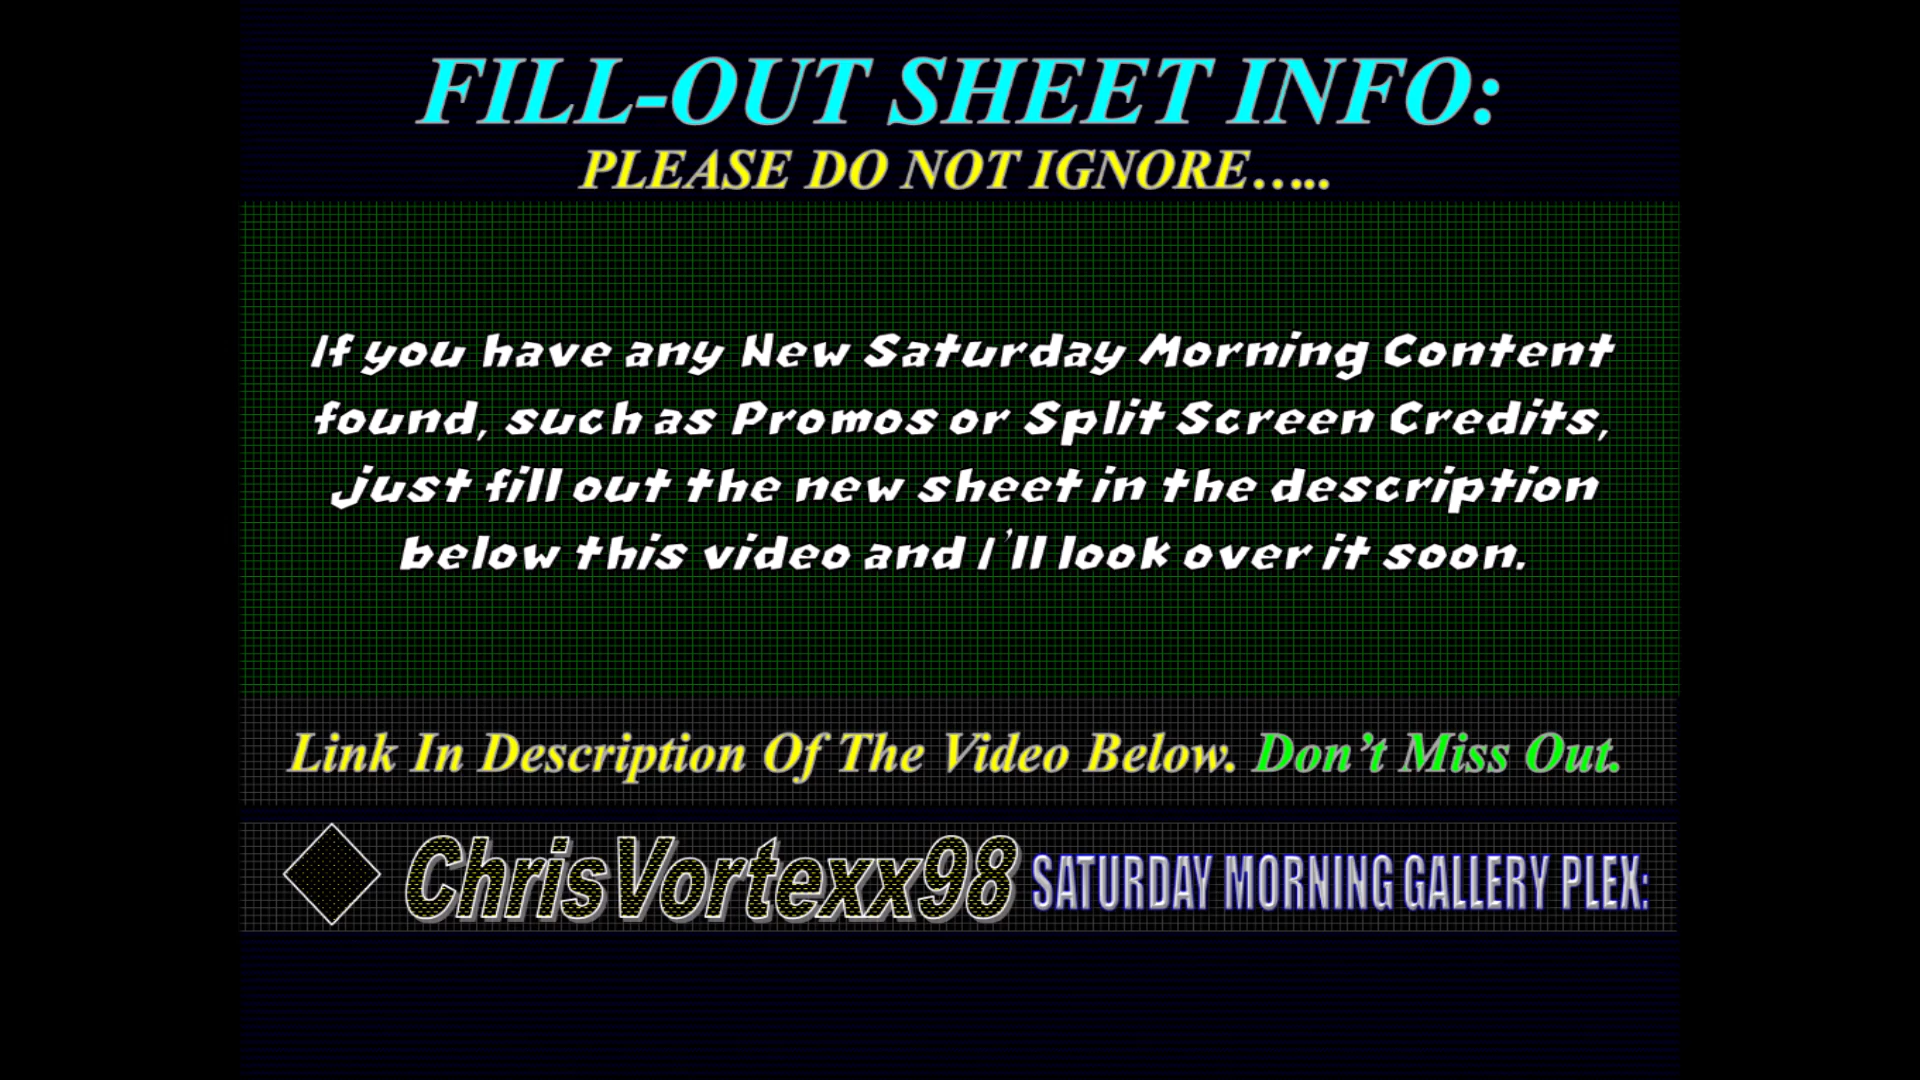 FILL-OUT SHEET INFO:
PLEASE DO NOT IGNORE.....
If you have any New Saturday Morning Content
found, such as Promos or Split Screen Credits,
just fill out the new sheet in the description
below this video and I'll look over it soon.
Link In Description Of The Video Below. Don’t Miss Out.
ChrisVortexx98 SATURDAY MORNING GALLERY PLEX: